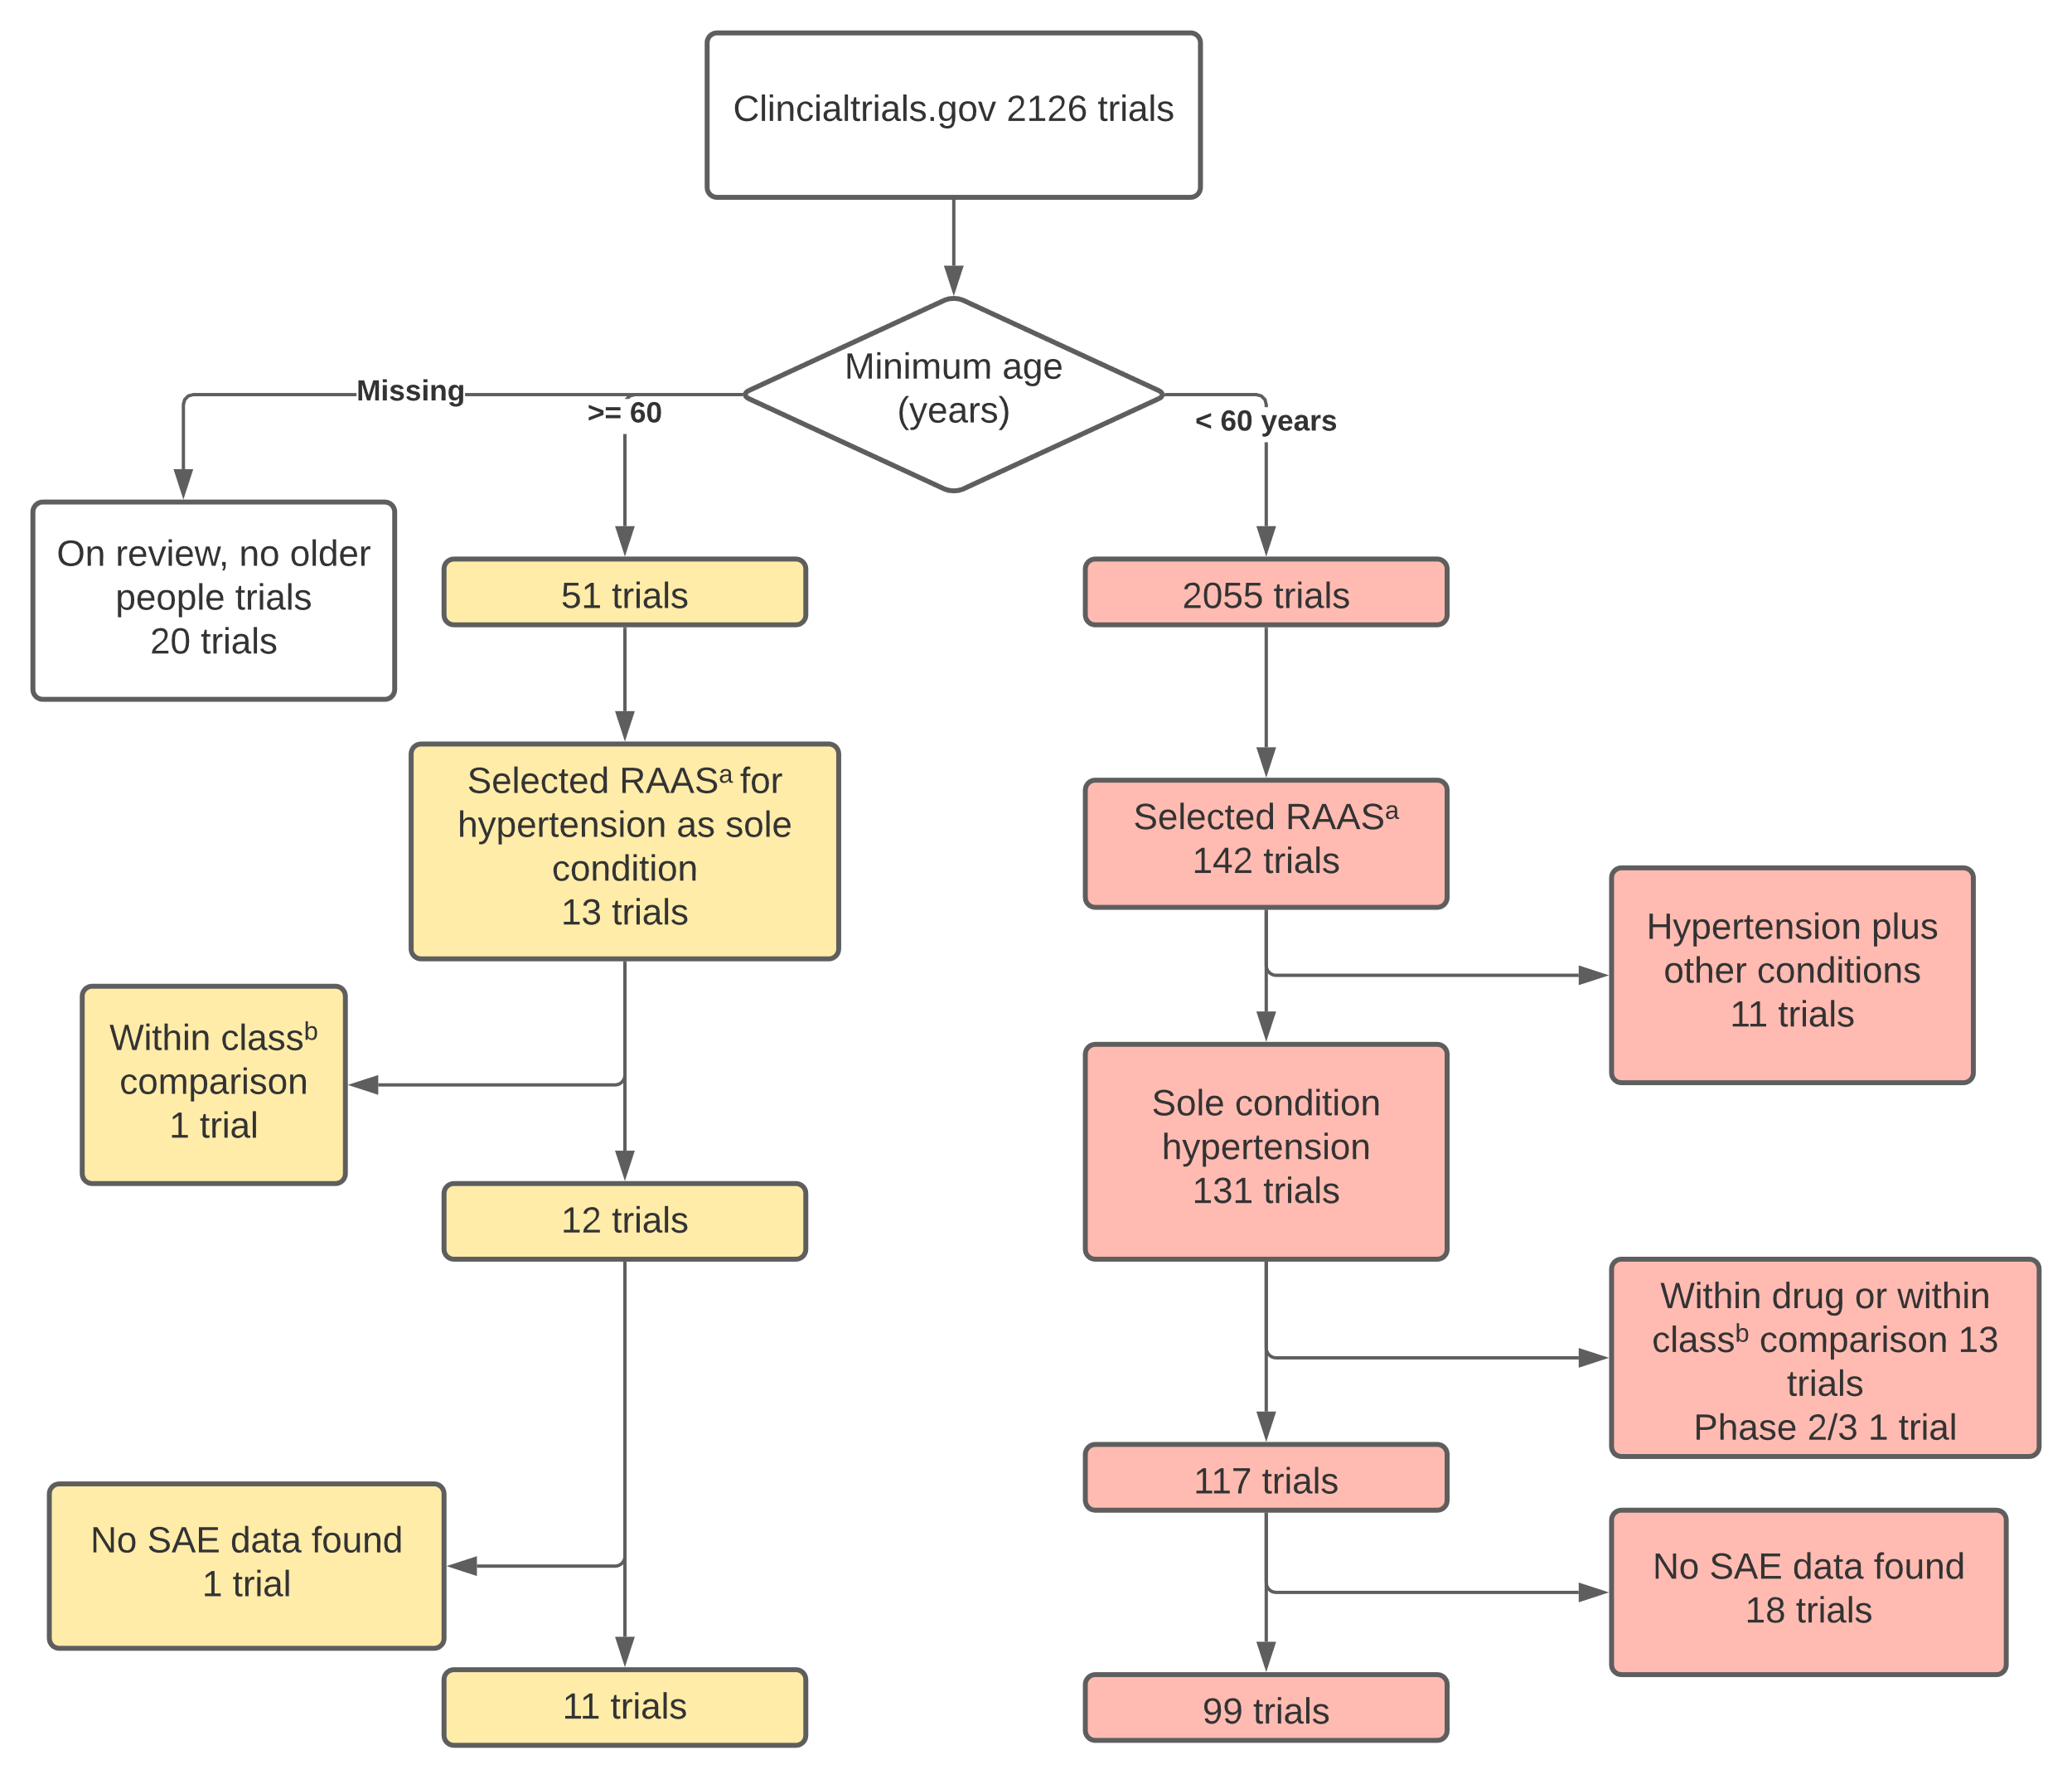 Clincialtrials.gov 2126 trials
Minimum age
(years)
Missing
>= 60
< 60 years
On review, no older
people trials
20 trials
51 trials
2055 trials
Selected RAASᵃ for
hypertension as sole
condition
13 trials
Selected RAASᵃ
142 trials
Hypertension plus
other conditions
11 trials
Within classᵇ
comparison
1 trial
Sole condition
hypertension
131 trials
12 trials
Within drug or within
classᵇ comparison 13
trials
Phase 2/3 1 trial
117 trials
No SAE data found
1 trial
No SAE data found
18 trials
11 trials
99 trials